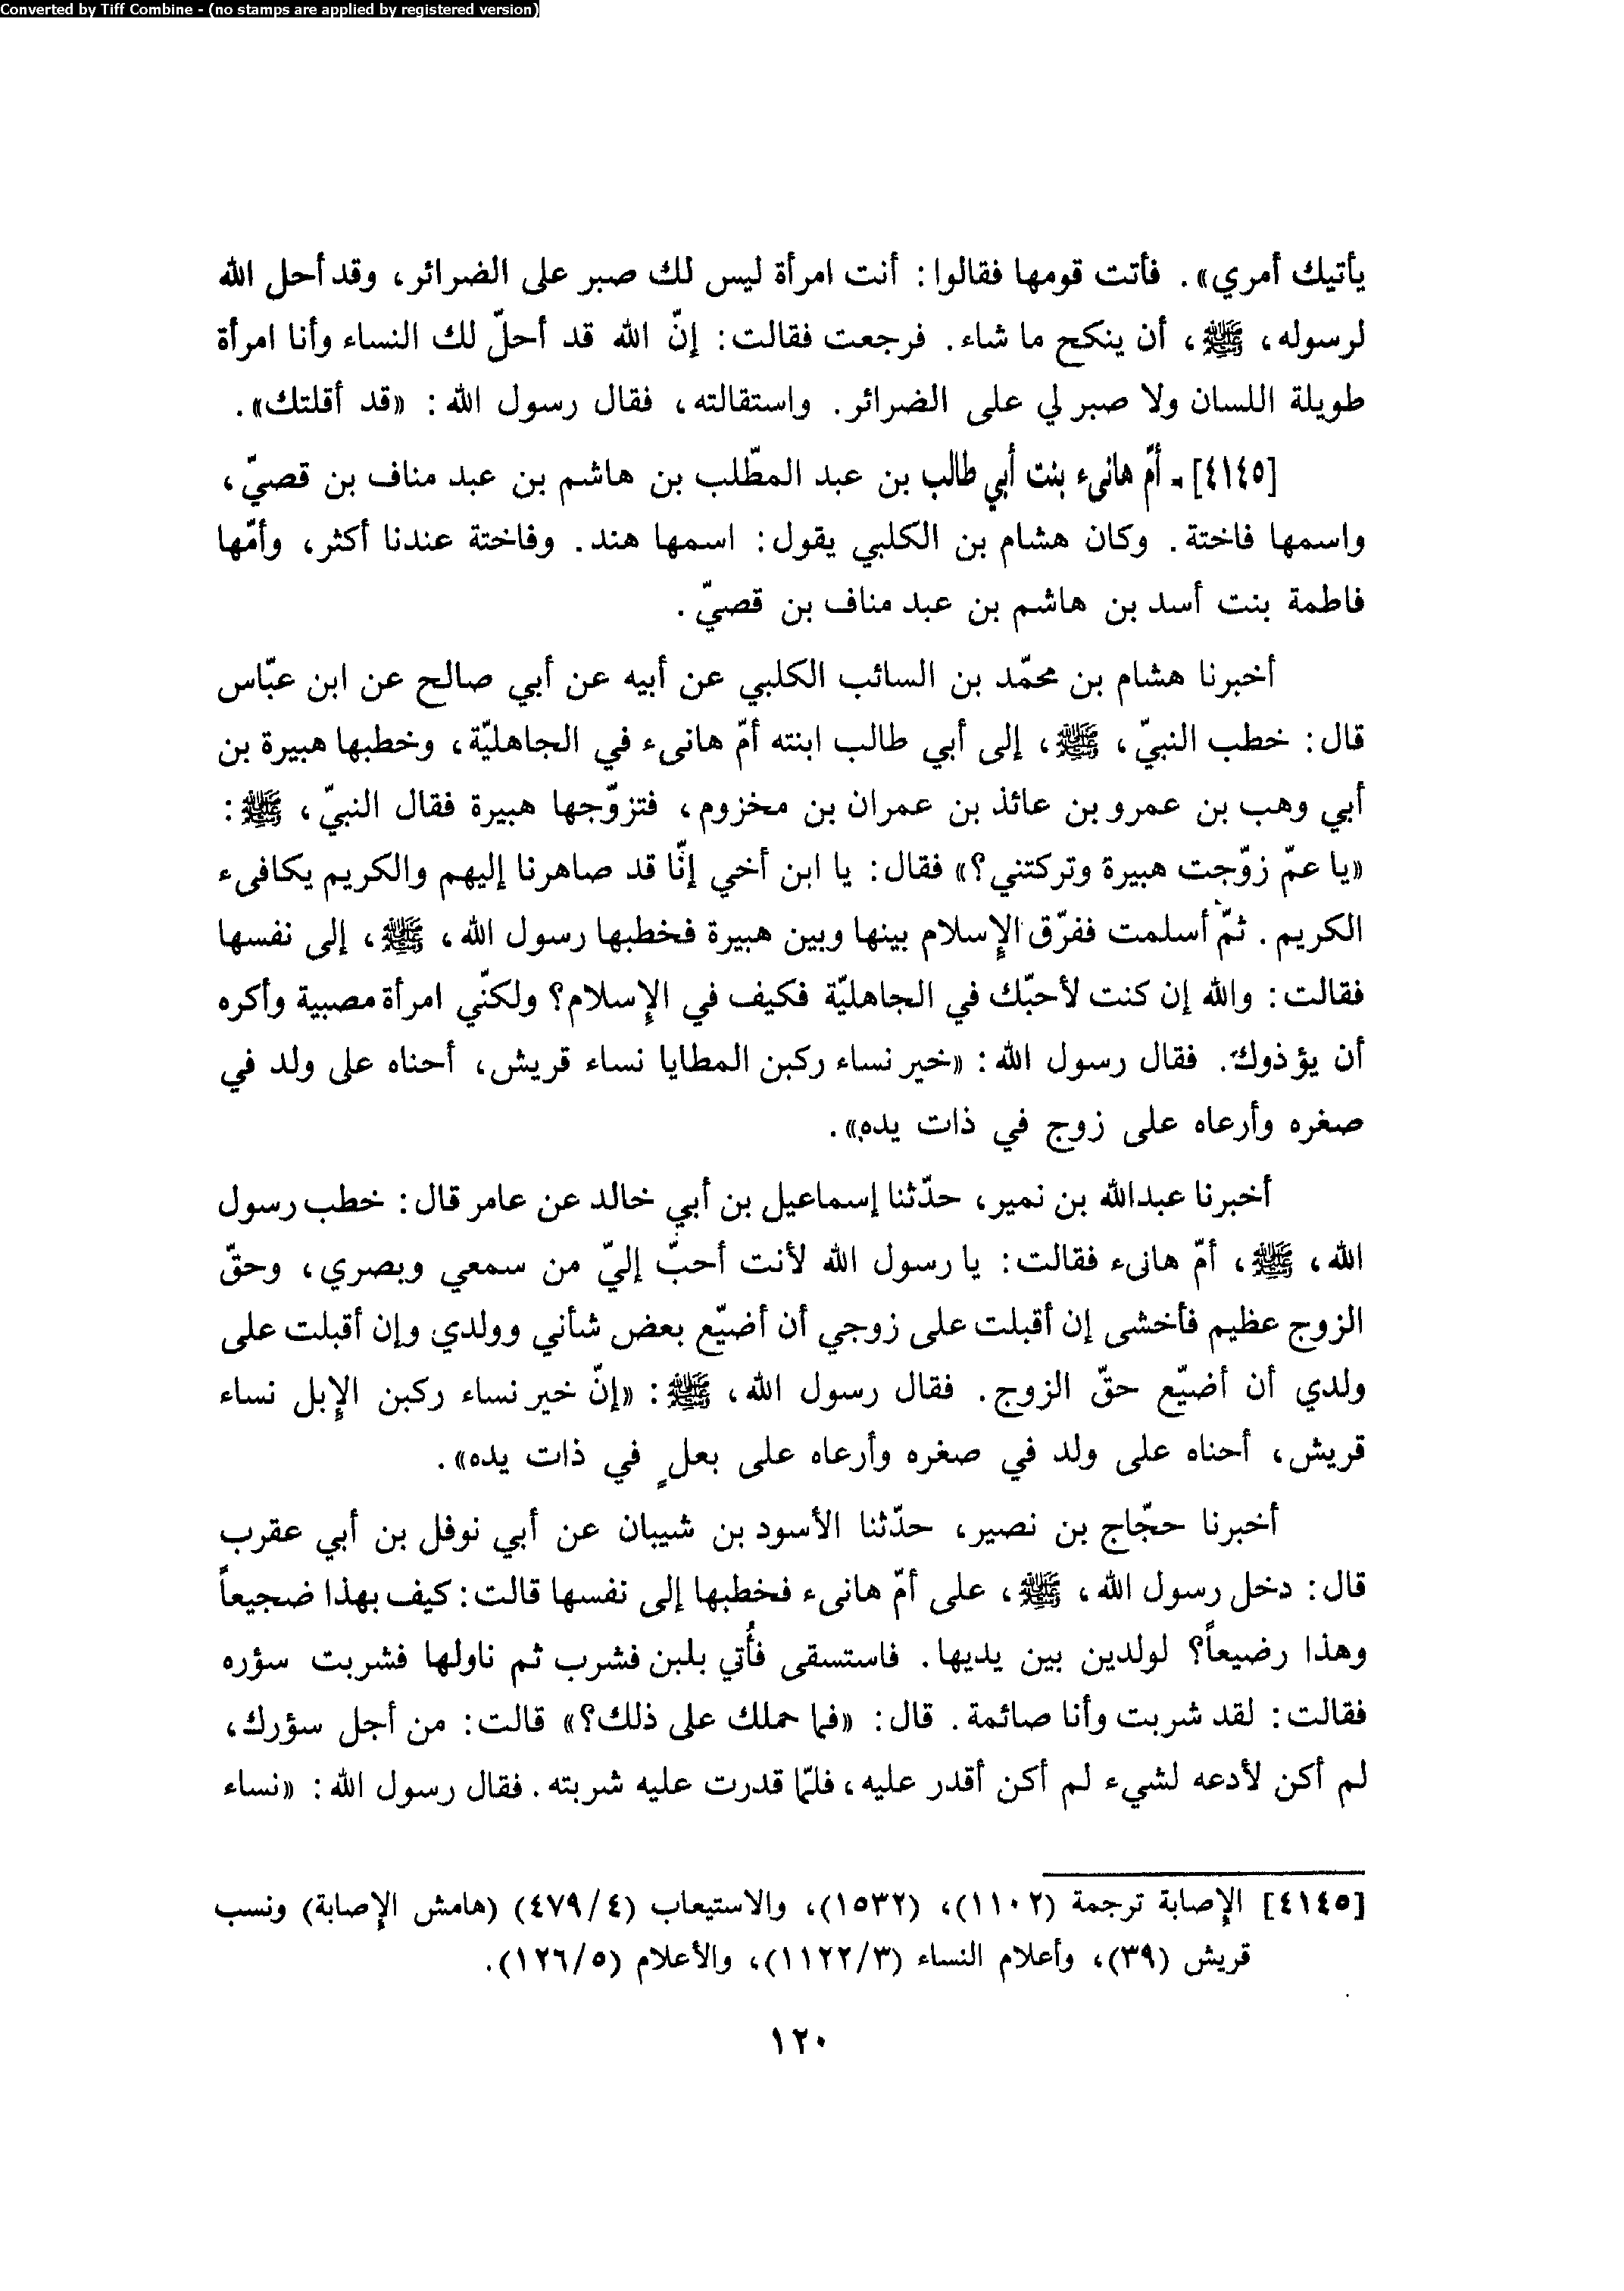 Converted by Tiff Combine - (no stamps are applied by registered version)
يأتيك أمري». فأتت قومها فقالوا: أنت امرأة ليس لك صبر على الضرائر، وقد أحل الله
لرسوله، ﷺ، أن ينكح ما شاء. فرجعت فقالت: إنّ الله قد أحلّ لك النساء وأنا امرأة
طويلة اللسان ولا صبر لي على الضرائر. واستقالته، فقال رسول الله: «قد أقلتك».
[٤١٤٥] - أمّ هانىء بنت أبي طالب بن عبد المطّلب بن هاشم بن عبد مناف بن قصيّ،
واسمها فاختة. وكان هشام بن الكلبي يقول: اسمها هند. وفاختة عندنا أكثر، وأمّها
فاطمة بنت أسد بن هاشم بن عبد مناف بن قصيّ.
أخبرنا هشام بن محمّد بن السائب الكلبي عن أبيه عن أبي صالح عن ابن عبّاس
قال: خطب النبيّ، ﷺ، إلى أبي طالب ابنته أمّ هانىء في الجاهليّة، وخطبها هبيرة بن
أبي وهب بن عمرو بن عائذ بن عمران بن مخزوم، فتزوّجها هبيرة فقال النبيّ، ﷺ:
«يا عمّ زوّجت هبيرة وتركتني؟» فقال: يا ابن أخي إنّا قد صاهرنا إليهم والكريم يكافىء
الكريم. ثمّ أسلمت ففرّق الإسلام بينها وبين هبيرة فخطبها رسول الله، ﷺ، إلى نفسها
فقالت: والله إن كنت لأحبّك في الجاهليّة فكيف في الإسلام؟ ولكنّي امرأة مصبية وأكره
أن يؤذوك. فقال رسول الله: «خير نساء ركبن المطايا نساء قريش، أحناه على ولد في
صغره وأرعاه على زوج في ذات يده».
أخبرنا عبدالله بن نمير، حدّثنا إسماعيل بن أبي خالد عن عامر قال: خطب رسول
الله، ﷺ، أمّ هانىء فقالت: يا رسول الله لأنت أحبّ إليّ من سمعي وبصري، وحقّ
الزوج عظيم فأخشى إن أقبلت على زوجي أن أضيّع بعض شأني وولدي وإن أقبلت على
ولدي أن أضيّع حقّ الزوج. فقال رسول الله، ﷺ: «إنّ خير نساء ركبن الإبل نساء
قريش، أحناه على ولد في صغره وأرعاه على بعلٍ في ذات يده».
أخبرنا حجّاج بن نصير، حدّثنا الأسود بن شيبان عن أبي نوفل بن أبي عقرب
قال: دخل رسول الله، ﷺ، على أمّ هانىء فخطبها إلى نفسها قالت: كيف بهذا ضجيعاً
وهذا رضيعاً؟ لولدين بين يديها. فاستسقى فأُتي بلبن فشرب ثم ناولها فشربت سؤره
فقالت: لقد شربت وأنا صائمة. قال: «فما حملك على ذلك؟» قالت: من أجل سؤرك،
لم أكن لأدعه لشيء لم أكن أقدر عليه، فلمّا قدرت عليه شربته. فقال رسول الله: «نساء
[٤١٤٥] الإصابة ترجمة (١١٠٢)، (١٥٣٢)، والاستيعاب (٤/ ٤٧٩) (هامش الإصابة) ونسب
قريش (٣٩)، وأعلام النساء (٣/ ١١٢٢)، والأعلام (٥/ ١٢٦).
١٢٠